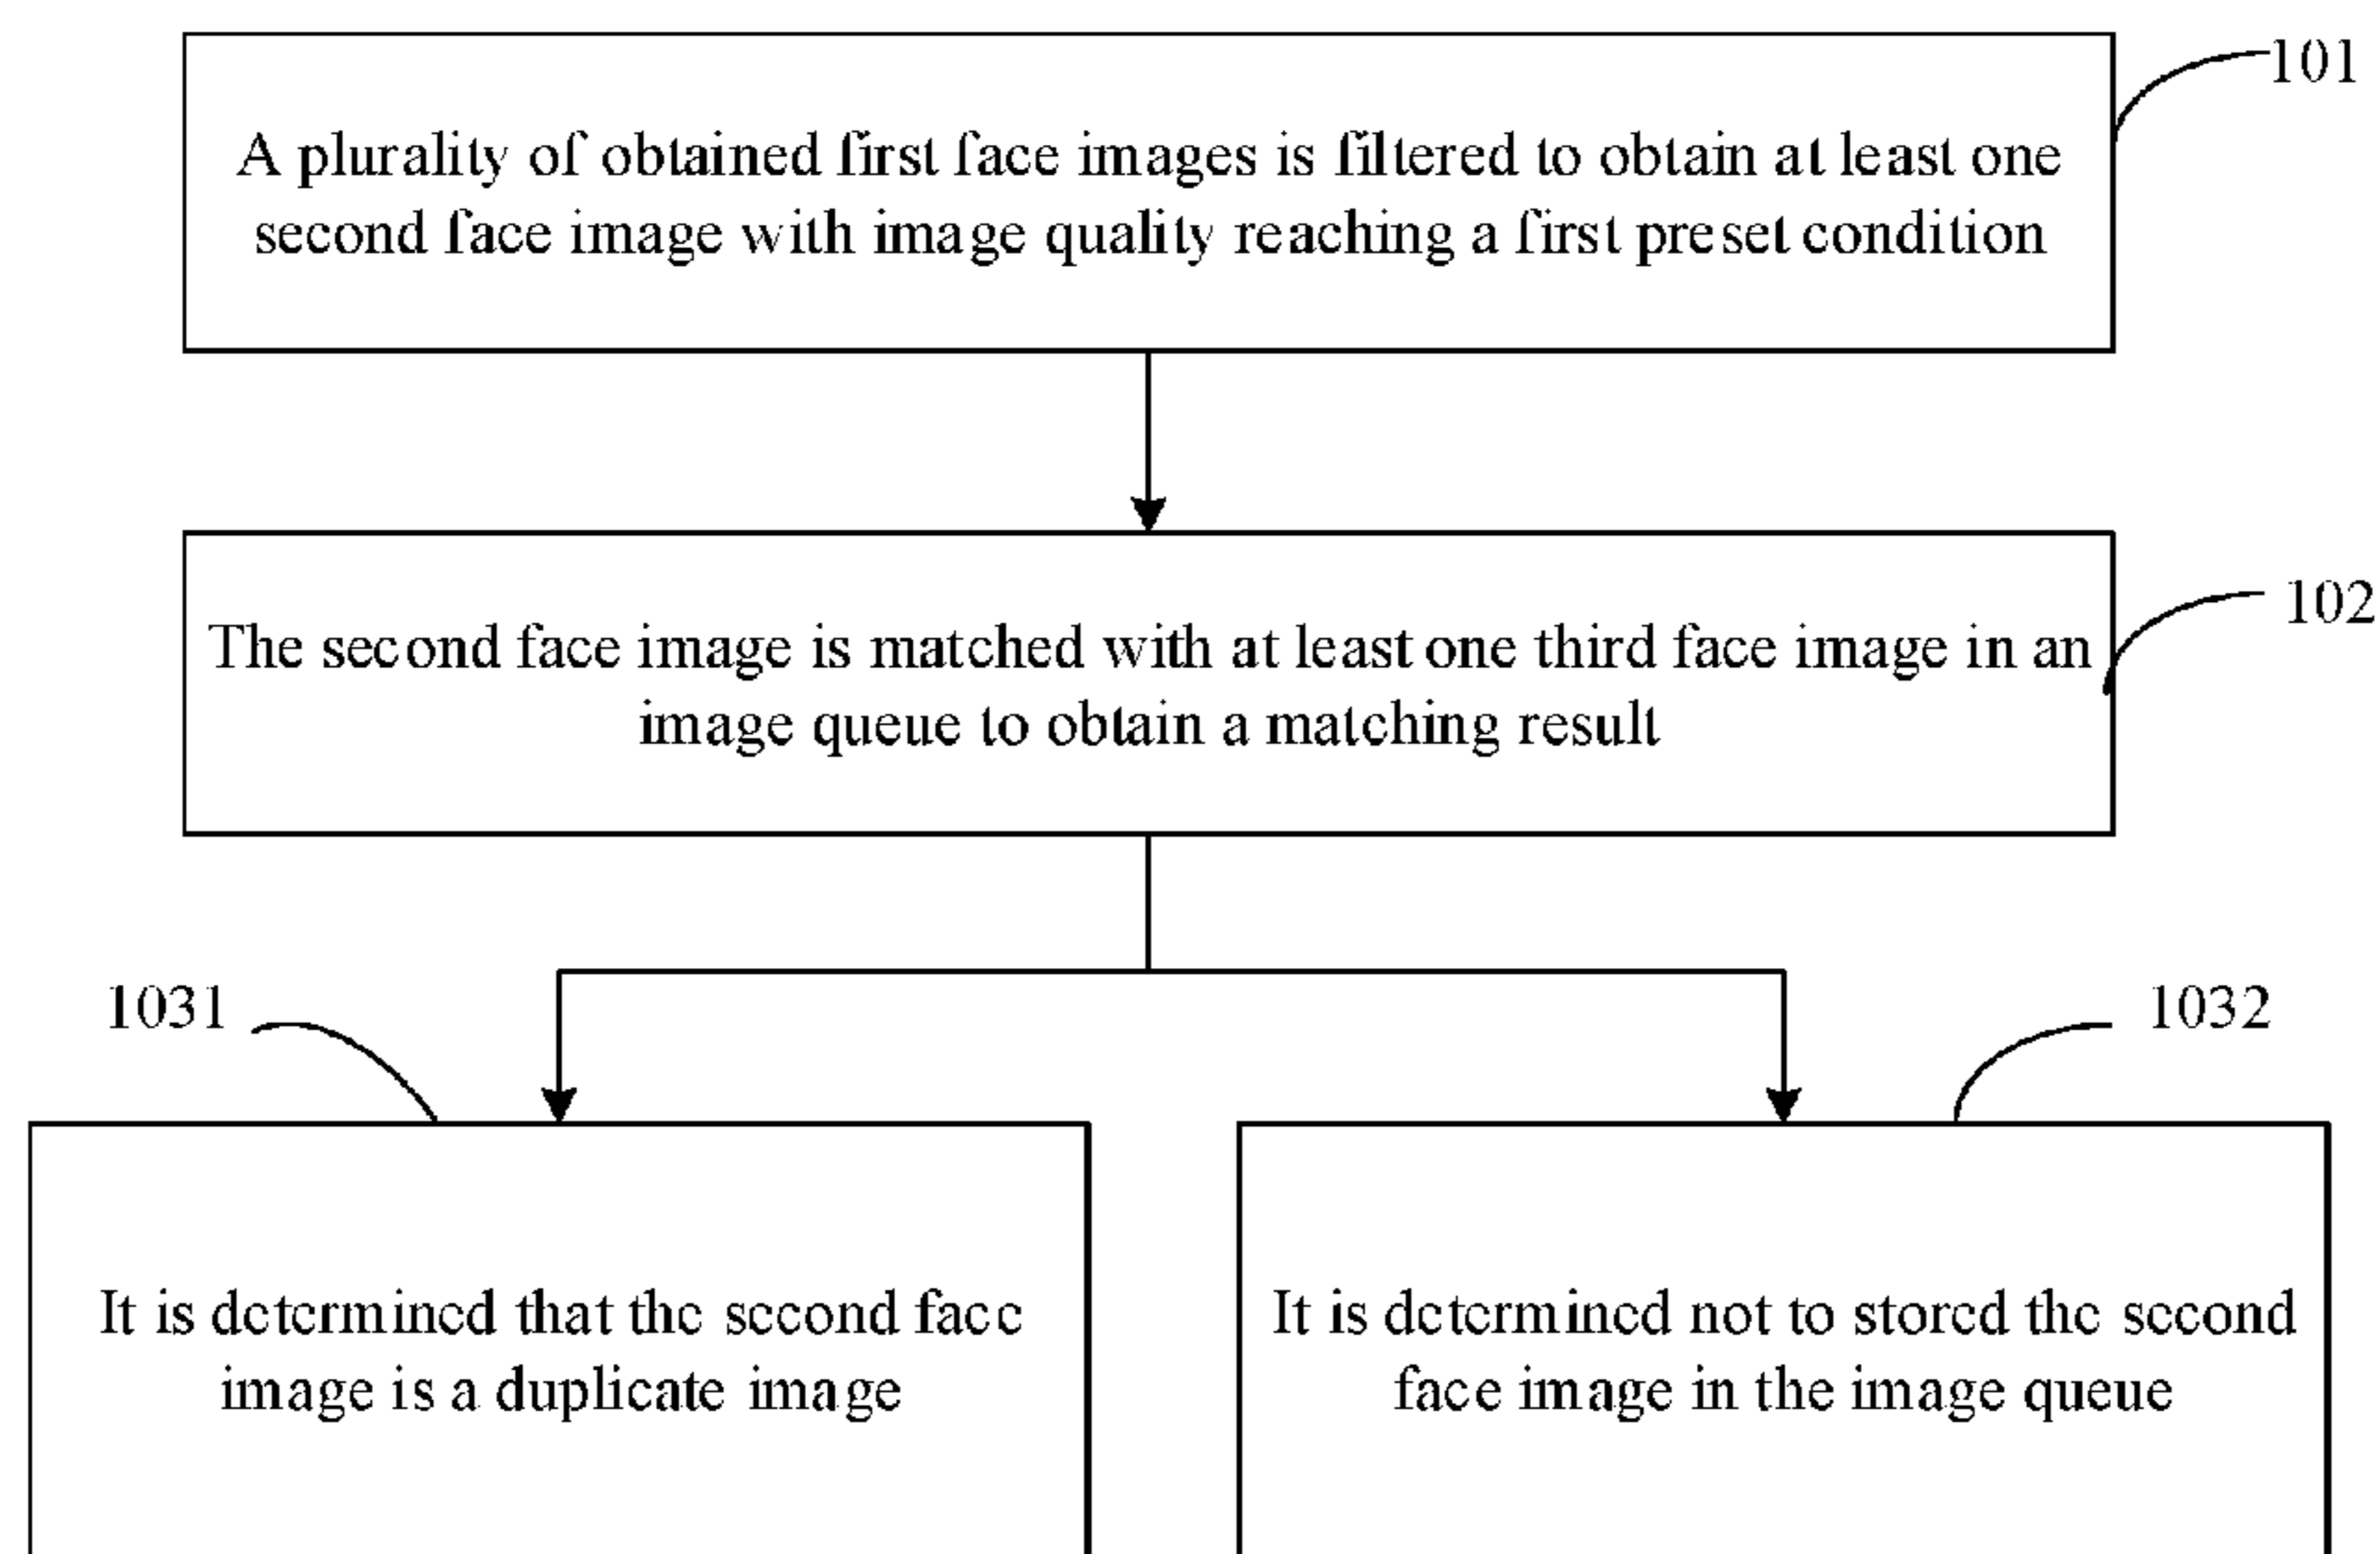 101
A plurality of obtained first face images is filtered to obtain at least one
second face image with image quality reaching a first preset condition
102
The second face image is matched with at least one third face image in an
image queue to obtain a matching result
1031
1032
It is determined that the second face
image is a duplicate image
It is determined not to stored the second
face image in the image queue